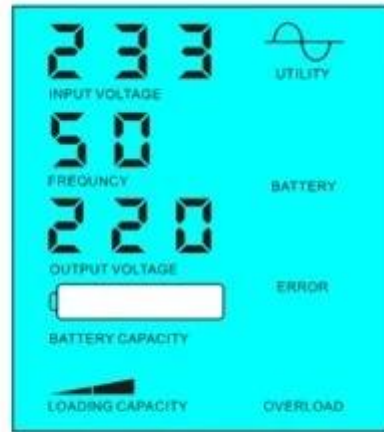 233
INPUT VOLTAGE
UTILITY
50
FREQUNCY
BATTERY
220
OUTPUT VOLTAGE
ERROR
BATTERY CAPACITY
LOADING CAPACITY
OVERLOAD